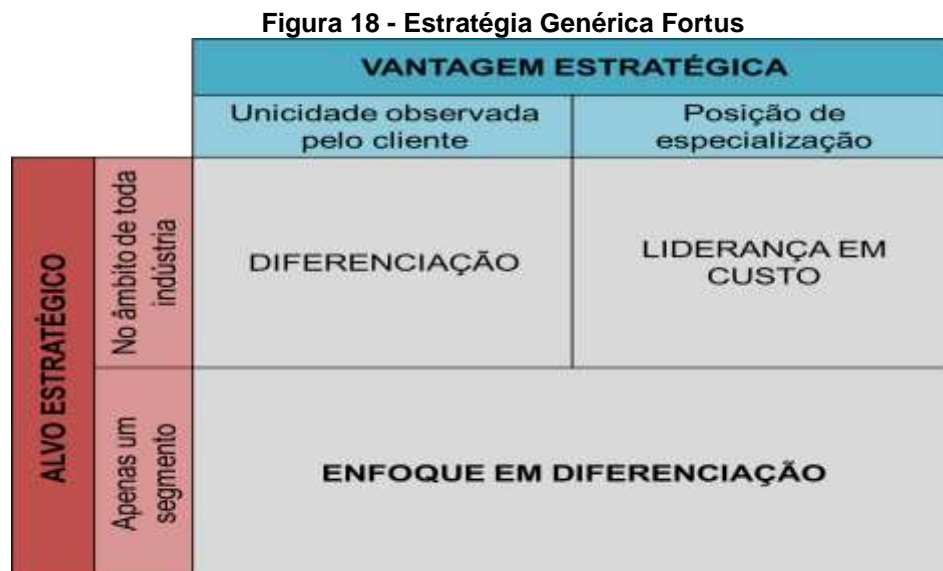 Figura 18 - Estratégia Genérica Fortus
VANTAGEM ESTRATÉGICA
Unicidade observada
pelo cliente
Posição de
especialização
ALVO ESTRATÉGICO
No âmbito de toda
indústria
DIFERENCIAÇÃO
LIDERANÇA EM
CUSTO
Apenas um
segmento
ENFOQUE EM DIFERENCIAÇÃO